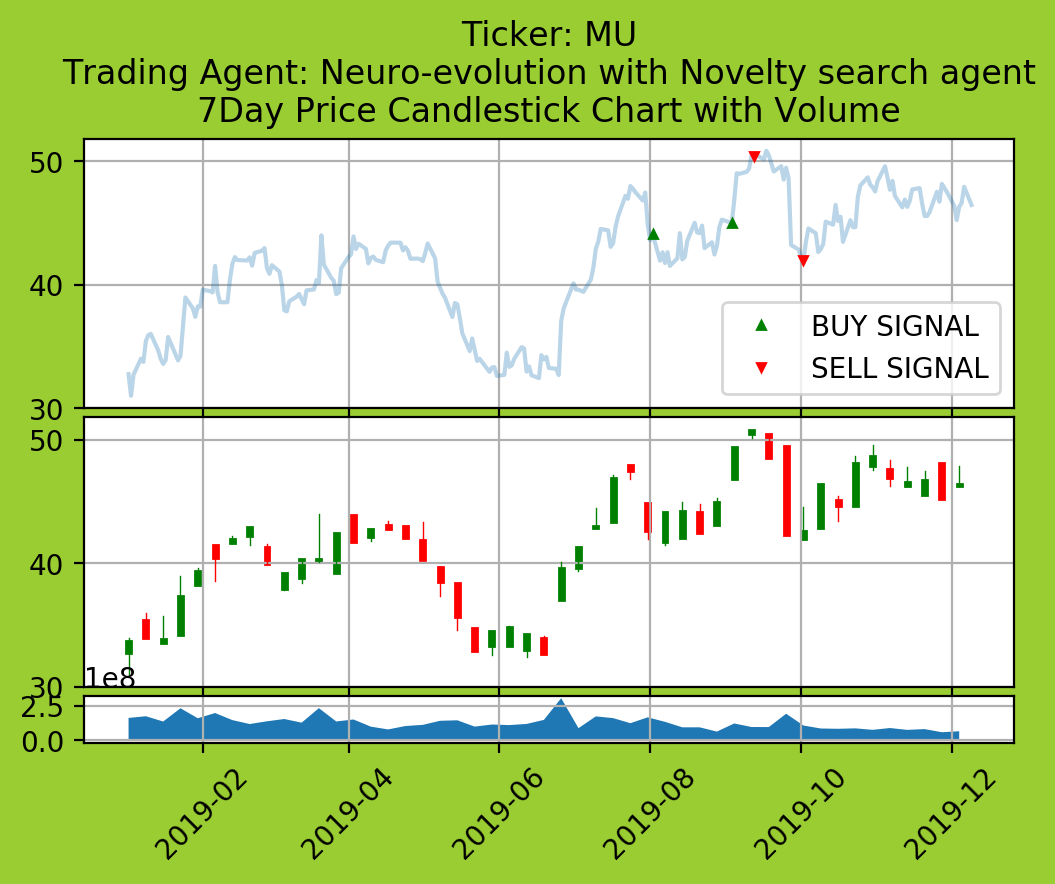 Ticker: MU
Trading Agent: Neuro-evolution with Novelty search agent
7Day Price Candlestick Chart with Volume
50
40
30
BUY SIGNAL
SELL SIGNAL
50
40
30
1e8
2.5
0.0
2019-02
2019-04
2019-06
2019-08
2019-10
2019-12